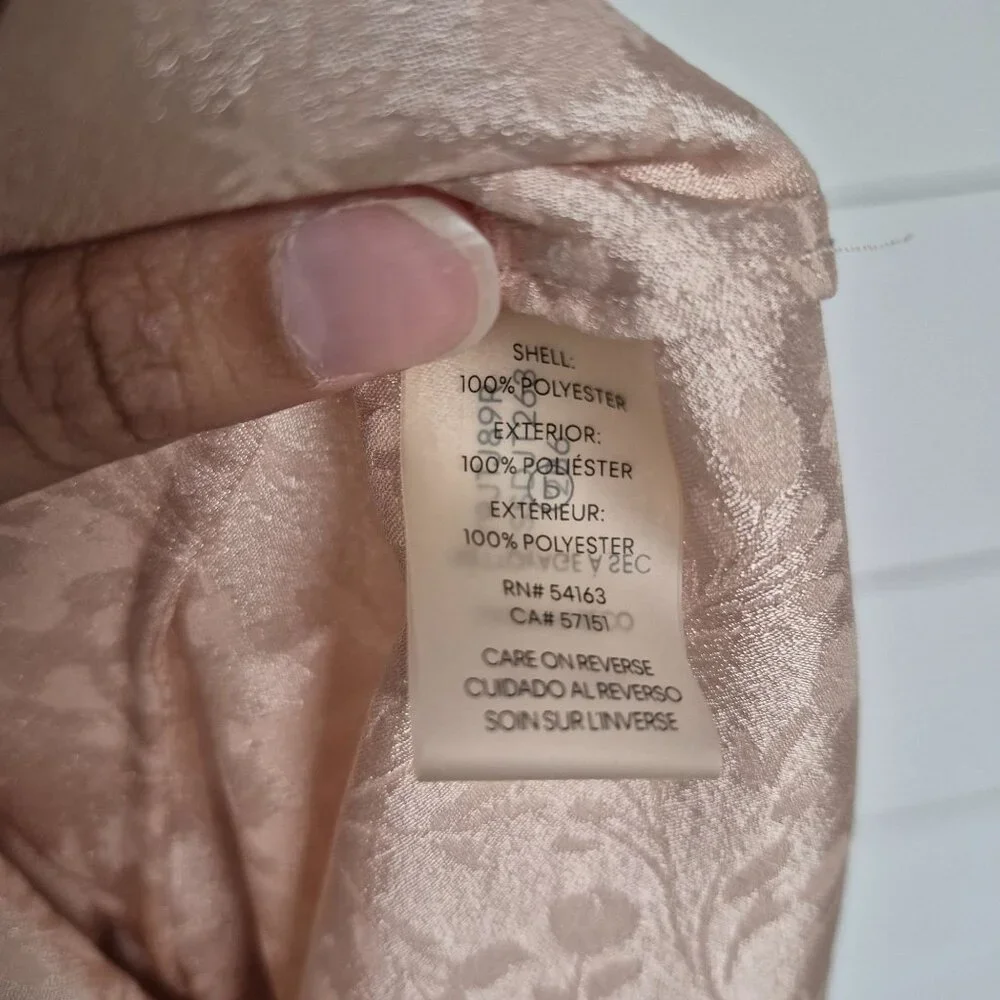 SHELL:
100% POLYESTER
EXTERIOR:
100% POLIÉSTER
EXTÉRIEUR:
100% POLYESTER
RN# 54163
CA# 57151
CARE ON REVERSE
CUIDADO AL REVERSO
SOIN SUR L'INVERSE